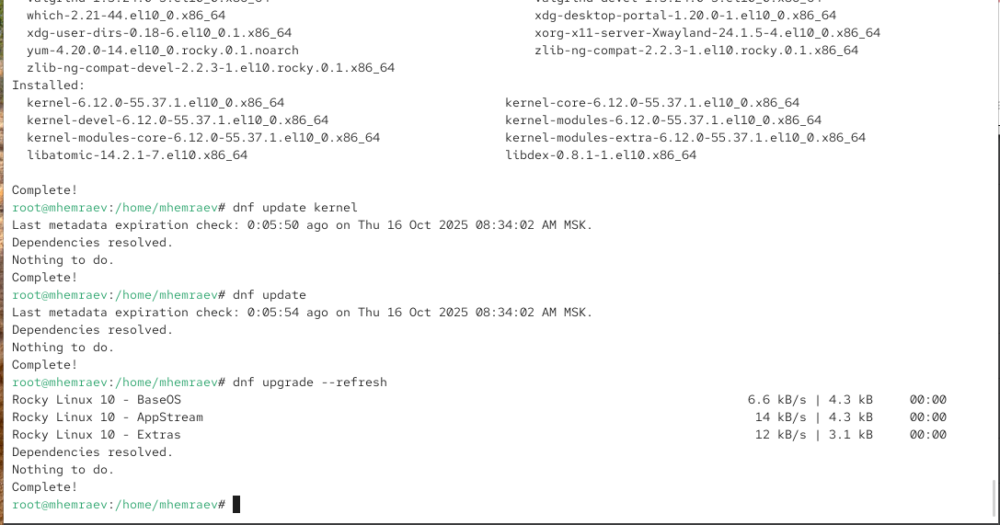 which-2.21-44.el10_0.x86_64 xdg-desktop-portal-1.20.0-1.el10_0.x86_64
xdg-user-dirs-0.18-6.el10_0.1.x86_64 xorg-x11-server-Xwayland-24.1.5-4.el10_0.x86_64
yum-4.20.0-14.el10_0.rocky.0.1.noarch zlib-ng-compat-2.2.3-1.el10.rocky.0.1.x86_64
zlib-ng-compat-devel-2.2.3-1.el10.rocky.0.1.x86_64
Installed:
kernel-6.12.0-55.37.1.el10_0.x86_64 kernel-core-6.12.0-55.37.1.el10_0.x86_64
kernel-devel-6.12.0-55.37.1.el10_0.x86_64 kernel-modules-6.12.0-55.37.1.el10_0.x86_64
kernel-modules-core-6.12.0-55.37.1.el10_0.x86_64 kernel-modules-extra-6.12.0-55.37.1.el10_0.x86_64
libatomic-14.2.1-7.el10.x86_64 libdex-0.8.1-1.el10.x86_64
Complete!
root@mhemraev:/home/mhemraev# dnf update kernel
Last metadata expiration check: 0:05:50 ago on Thu 16 Oct 2025 08:34:02 AM MSK.
Dependencies resolved.
Nothing to do.
Complete!
root@mhemraev:/home/mhemraev# dnf update
Last metadata expiration check: 0:05:54 ago on Thu 16 Oct 2025 08:34:02 AM MSK.
Dependencies resolved.
Nothing to do.
Complete!
root@mhemraev:/home/mhemraev# dnf upgrade --refresh
Rocky Linux 10 - BaseOS 6.6 kB/s | 4.3 kB 00:00
Rocky Linux 10 - AppStream 14 kB/s | 4.3 kB 00:00
Rocky Linux 10 - Extras 12 kB/s | 3.1 kB 00:00
Dependencies resolved.
Nothing to do.
Complete!
root@mhemraev:/home/mhemraev#